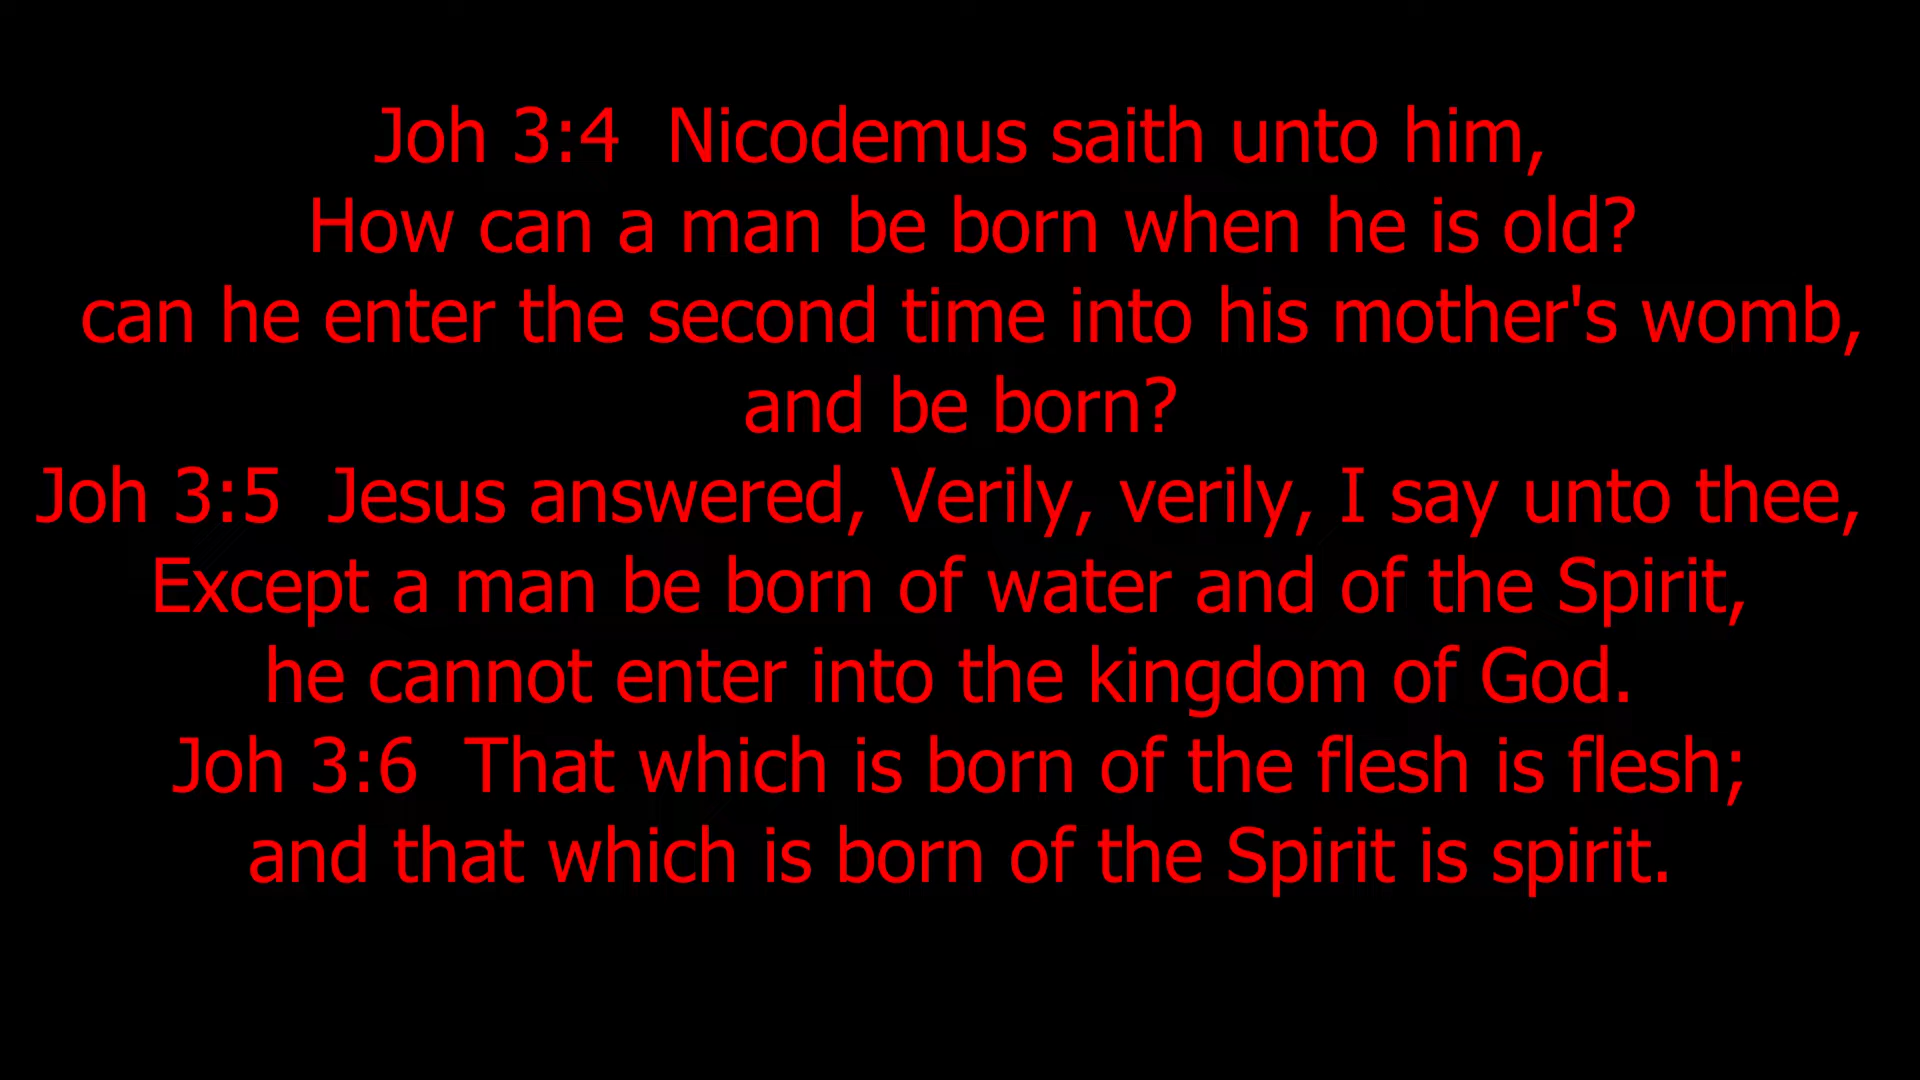 Joh 3:4  Nicodemus saith unto him,
How can a man be born when he is old?
can he enter the second time into his mother's womb,
and be born?
Joh 3:5  Jesus answered, Verily, verily, I say unto thee,
Except a man be born of water and of the Spirit,
he cannot enter into the kingdom of God.
Joh 3:6  That which is born of the flesh is flesh;
and that which is born of the Spirit is spirit.